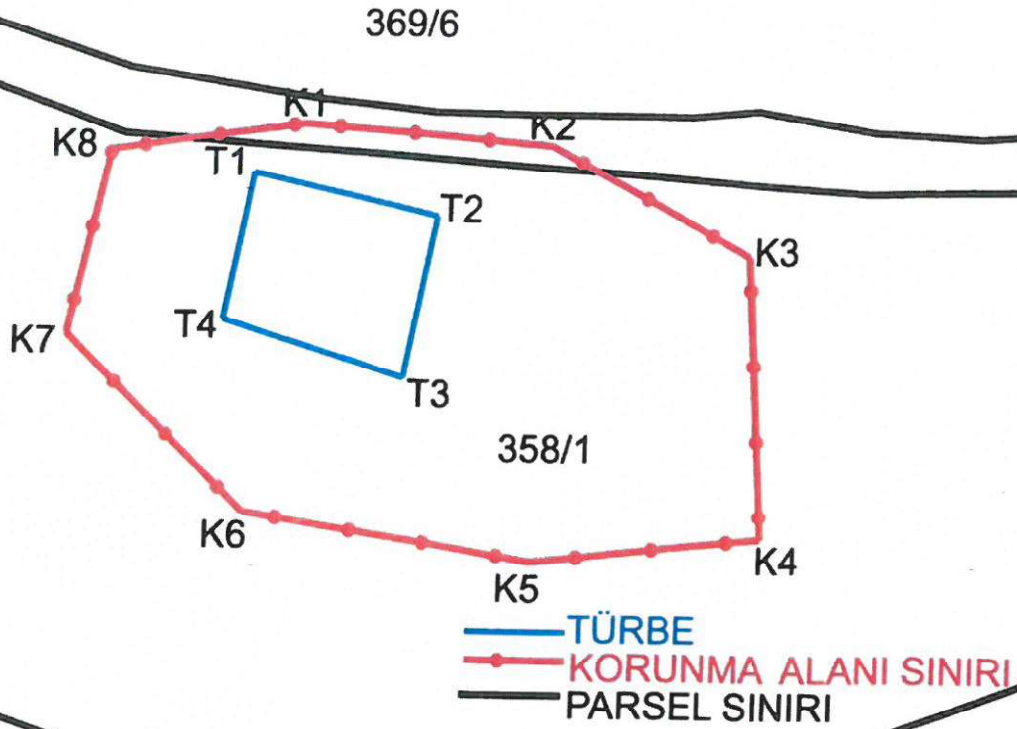 369/6
K1
K2
K8
T1
T2
K3
T4
K7
T3
358/1
K6
K4
K5
TÜRBE
KORUNMA ALANI SINIRI
PARSEL SINIRI